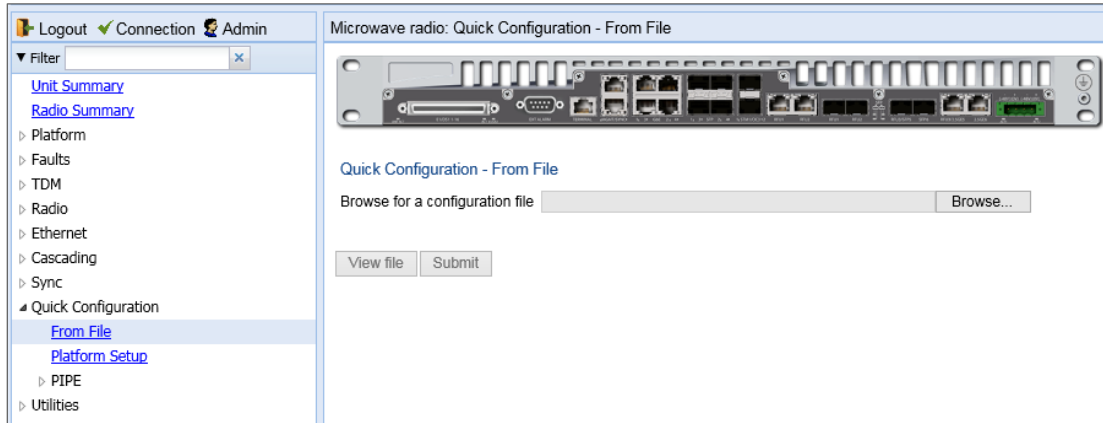 Logout Connection Admin
Microwave radio: Quick Configuration - From File
Filter
Unit Summary
Radio Summary
Platform
Faults
TDM
Radio
Ethernet
Cascading
Sync
Quick Configuration
From File
Platform Setup
PIPE
Utilities
Quick Configuration - From File
Browse for a configuration file Browse...
View file Submit